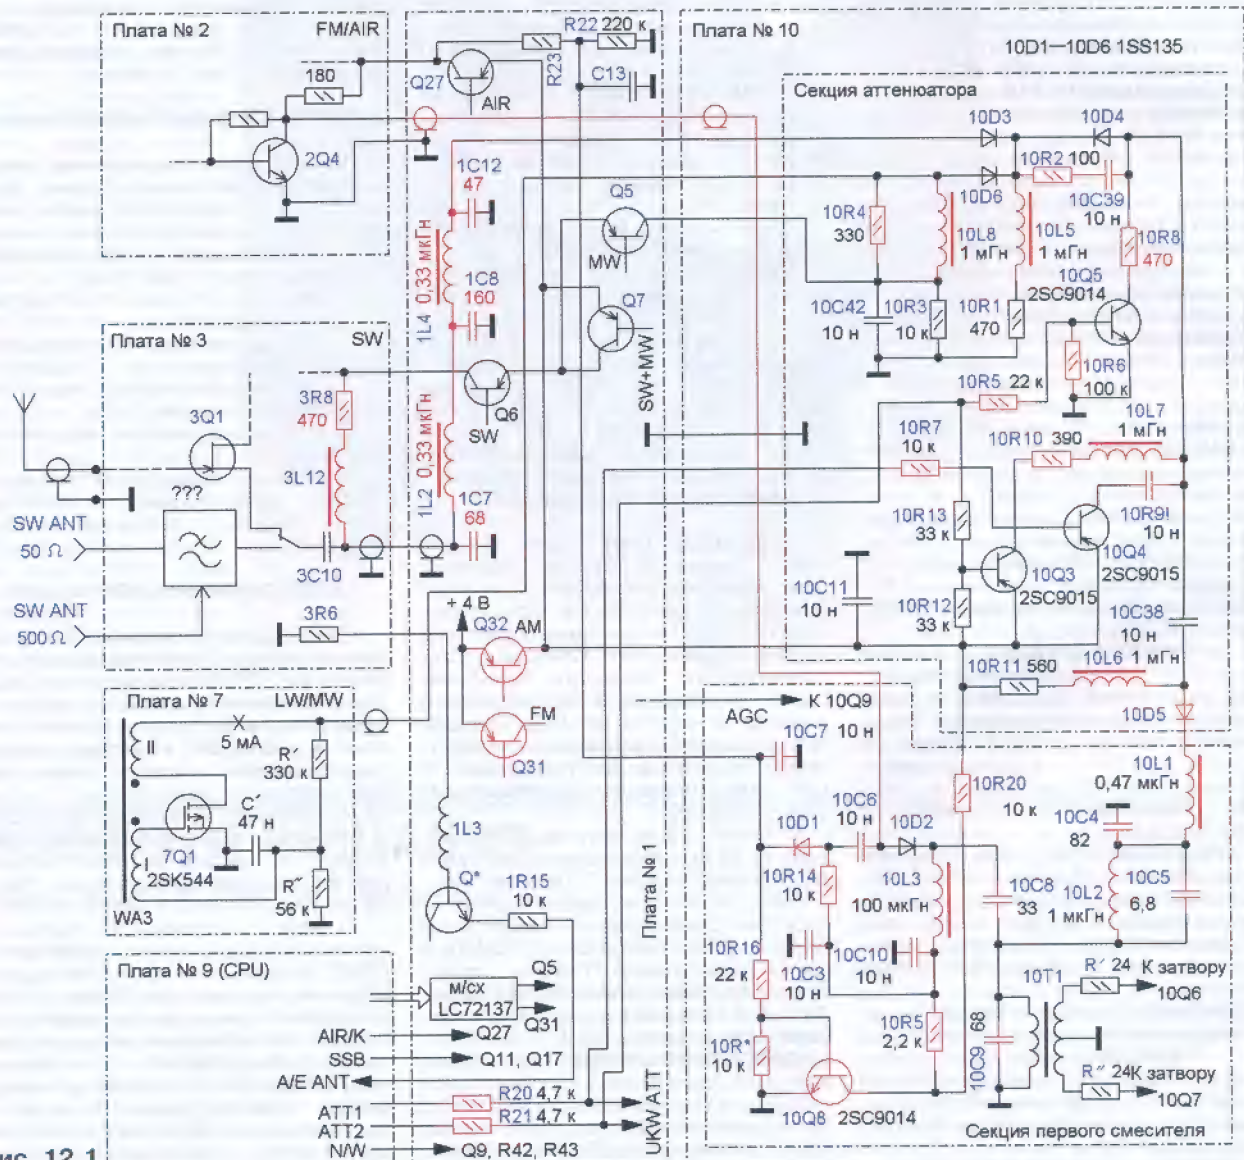 Плата № 2
FM/AIR
180
2Q4
Q27
AIR
R22 220 к
R23
C13
Плата № 10
10D1—10D6 1SS135
Секция аттенюатора
10D3
10D4
10R2 100
10D6
10C39
10 н
10R4
330
10L8
1 мГн
10L5
1 мГн
10R8
470
10Q5
2SC9014
10C42
10 н
10R3
10 к
10R1
470
10R6
100 к
10R5 22 к
10L7
1 мГн
10R7
10 к
10R10 390
10R13
33 к
10R9!
10 н
10Q4
2SC9015
10Q3
2SC9015
10C11
10 н
10R12
33 к
10C38
10 н
10R11 560
10L6 1 мГн
10D5
1C12
47
Q5
MW
1L4 0,33 мкГн
1C8
160
Q7
SW+MW
Q6
SW
1L2 0,33 мкГн
1C7
68
Плата № 3
SW
3R8
470
3Q1
???
3L12
SW ANT
50 Ω
3C10
SW ANT
500 Ω
3R6
+ 4 В
Q32
AM
FM
Q31
1L3
Q*
1R15
10 к
Плата № 1
Плата № 7
LW/MW
5 мА
II
R′
330 к
C′
47 н
7Q1
I
2SK544
R″
56 к
WA3
AGC
К 10Q9
10C7
10 н
10R20
10 к
10L1
0,47 мкГн
10C4
82
10C6
10 н
10D1
10D2
10R14
10 к
10L3
100 мкГн
10C8
33
10L2
1 мкГн
10C5
6,8
10R16
22 к
10C3
10 н
10C10
10 н
10T1
R′ 24 К затвору
10Q6
10R*
10 к
10R5
2,2 к
68
10C9
R″ 24К затвору
10Q7
10Q8 2SC9014
Секция первого смесителя
Плата № 9 (CPU)
м/сх
LC72137
Q5
Q31
AIR/K
Q27
SSB
Q11, Q17
A/E ANT
ATT1
R20 4,7 к
ATT2
R21 4,7 к
UKW ATT
N/W
Q9, R42, R43
ис. 12.1